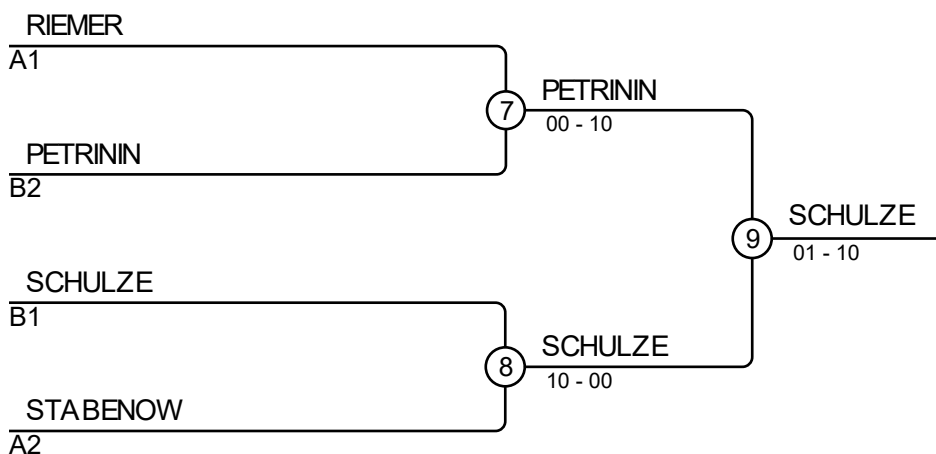 RIEMER
A1
7
PETRININ
00 - 10
PETRININ
B2
9
SCHULZE
01 - 10
SCHULZE
B1
8
SCHULZE
10 - 00
STABENOW
A2